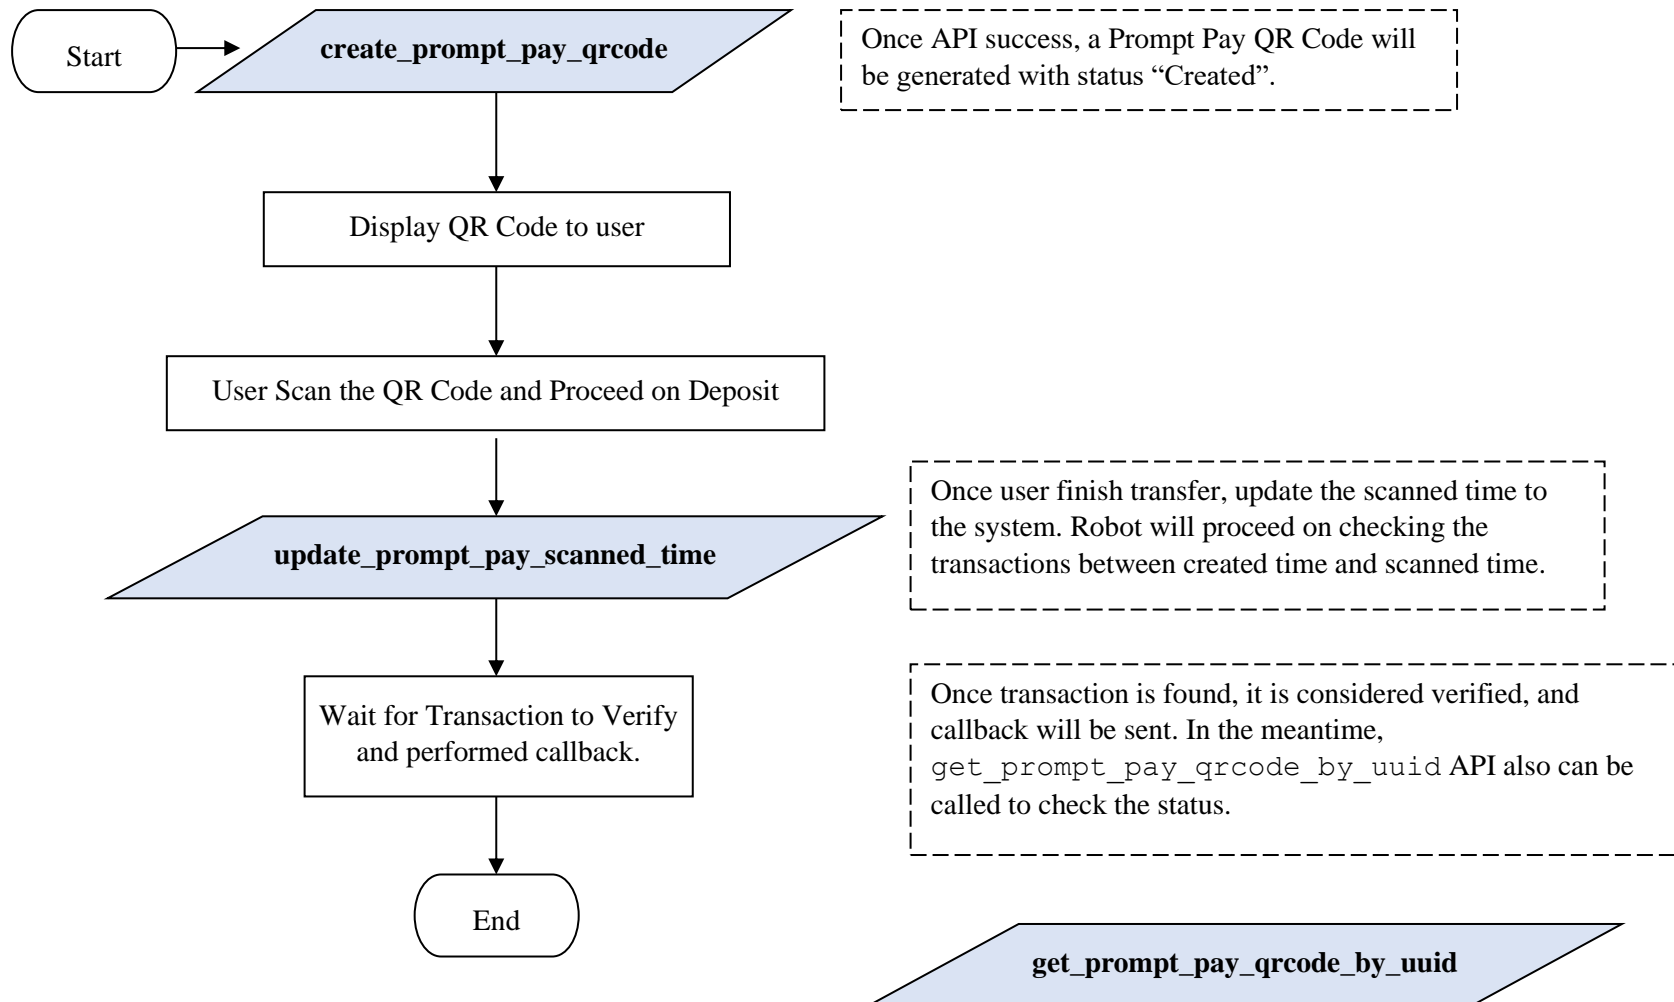 Start
create_prompt_pay_qrcode
Once API success, a Prompt Pay QR Code will
be generated with status “Created”.
Display QR Code to user
User Scan the QR Code and Proceed on Deposit
update_prompt_pay_scanned_time
Once user finish transfer, update the scanned time to
the system. Robot will proceed on checking the
transactions between created time and scanned time.
Wait for Transaction to Verify
and performed callback.
Once transaction is found, it is considered verified, and
callback will be sent. In the meantime,
get_prompt_pay_qrcode_by_uuid API also can be
called to check the status.
End
get_prompt_pay_qrcode_by_uuid